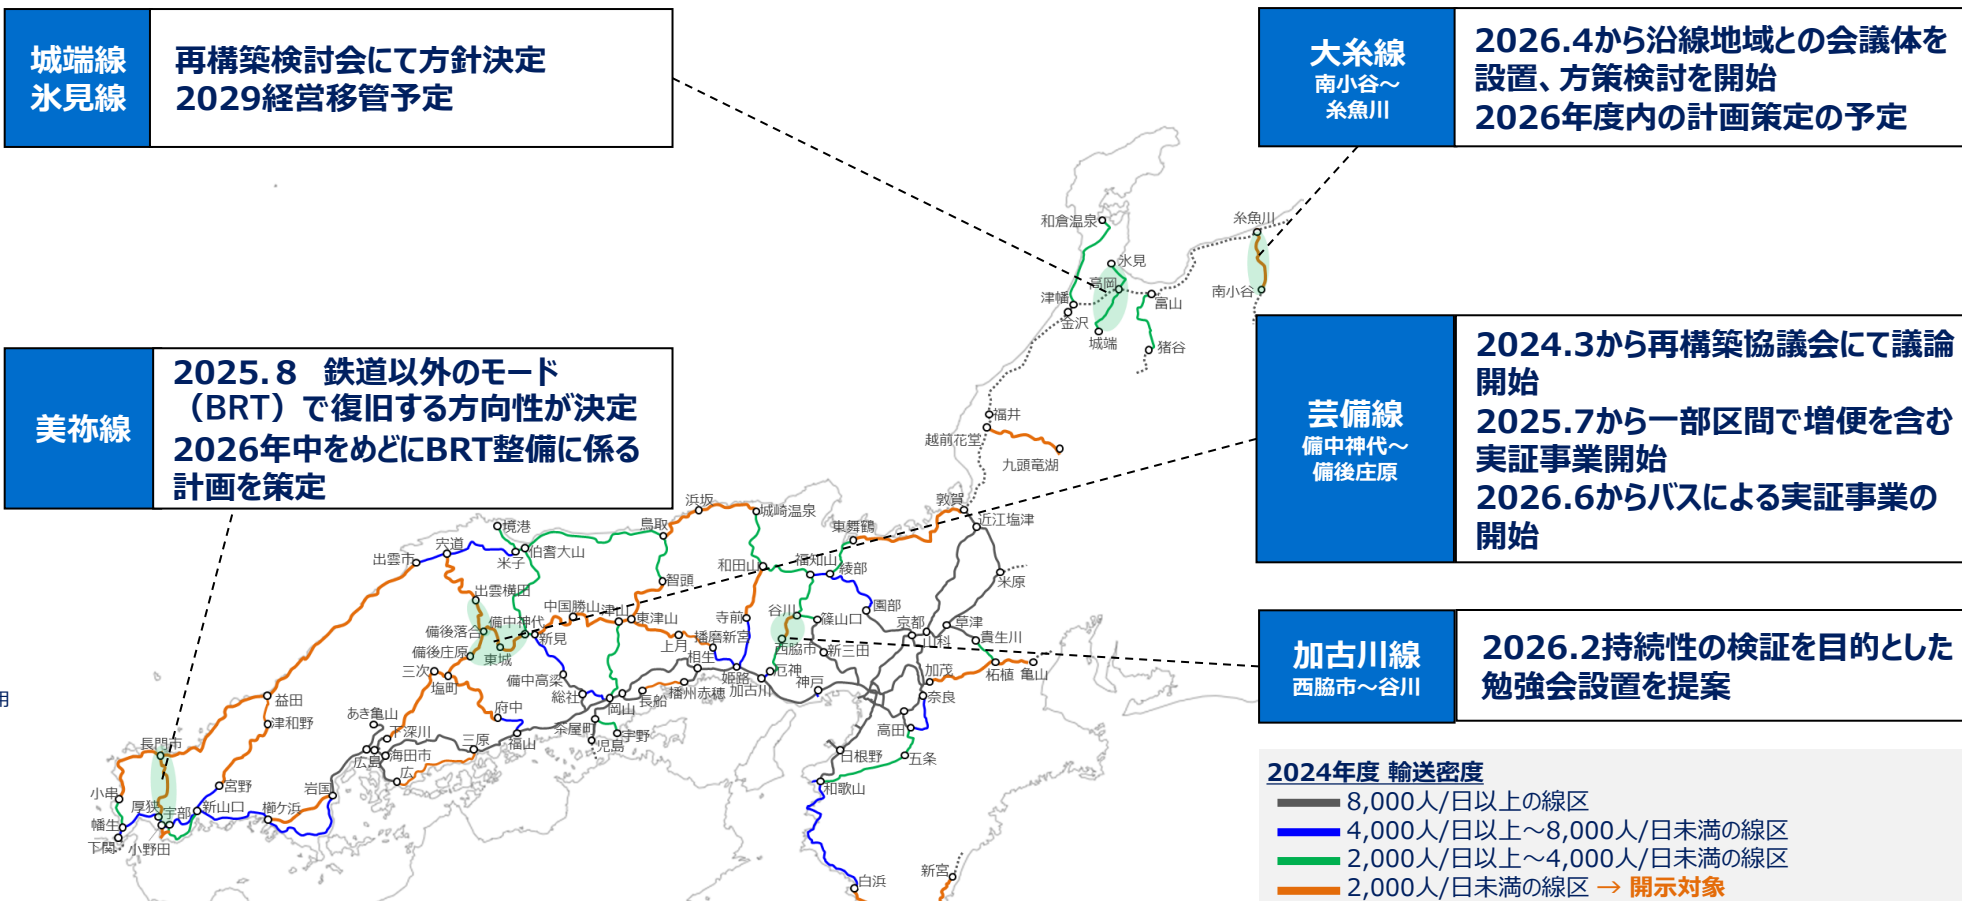 城端線
氷見線
再構築検討会にて方針決定
2029経営移管予定
大糸線
南小谷～
糸魚川
2026.4から沿線地域との会議体を
設置、方策検討を開始
2026年度内の計画策定の予定
美祢線
2025.8 鉄道以外のモード
（BRT）で復旧する方向性が決定
2026年中をめどにBRT整備に係る
計画を策定
芸備線
備中神代～
備後庄原
2024.3から再構築協議会にて議論
開始
2025.7から一部区間で増便を含む
実証事業開始
2026.6からバスによる実証事業の
開始
加古川線
西脇市～谷川
2026.2持続性の検証を目的とした
勉強会設置を提案
和倉温泉
糸魚川
氷見
高岡
南小谷
津幡
富山
金沢
城端
猪谷
福井
越前花堂
九頭竜湖
浜坂
城崎温泉
敦賀
近江塩津
境港
鳥取
東舞鶴
宍道
伯耆大山
出雲市
米子
和田山
福知山
綾部
米原
智頭
出雲横田
中国勝山
津山
東津山
寺前
谷川
篠山口
園部
京都
草津
備後落合
備中神代
新見
播磨新宮
山科
貴生川
備後庄原
東城
上月
西脇市
新三田
三次
相生
塩町
備中高梁
姫路
厄神
加茂
柘植
亀山
総社
長船
播州赤穂
加古川
神戸
奈良
岡山
益田
あき亀山
府中
津和野
下深川
茶屋町
宇野
高田
用
長門市
三原
福山
児島
広島
海田市
日根野
五条
広
宮野
岩国
和歌山
小串
厚狭
宇部
新山口
櫛ケ浜
幡生
下関
小野田
新宮
白浜
2024年度 輸送密度
8,000人/日以上の線区
4,000人/日以上～8,000人/日未満の線区
2,000人/日以上～4,000人/日未満の線区
2,000人/日未満の線区 → 開示対象